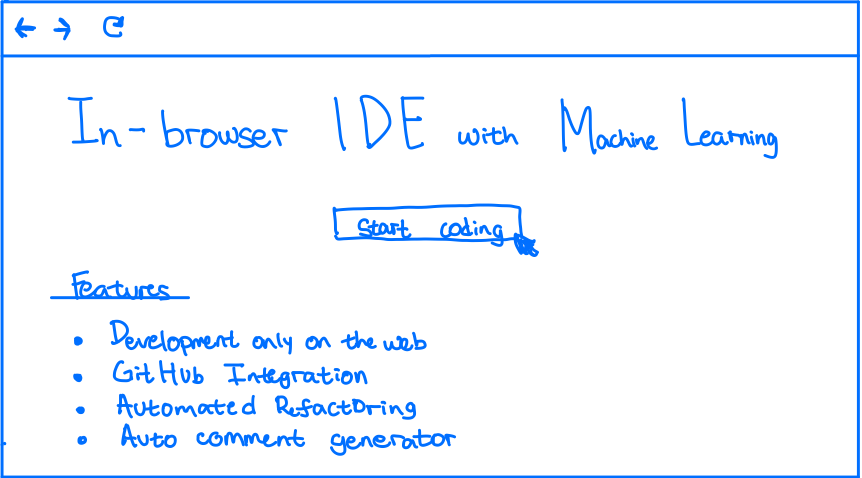 In-browser IDE with Machine Learning
Start coding
Features
• Development only on the web
• GitHub Integration
• Automated Refactoring
• Auto comment generator